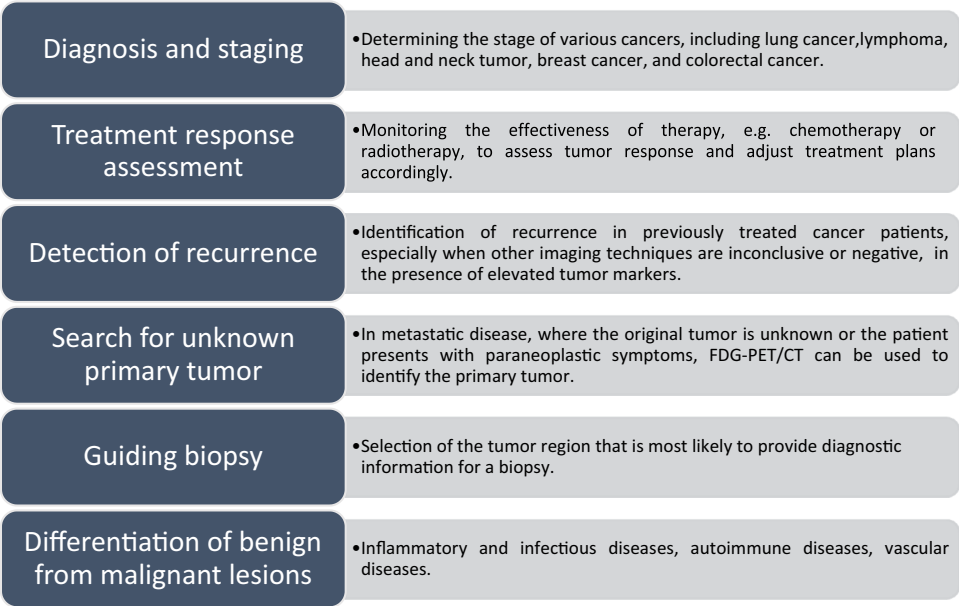 Diagnosis and staging
•Determining the stage of various cancers, including lung cancer,lymphoma,
head and neck tumor, breast cancer, and colorectal cancer.
Treatment response
assessment
•Monitoring the effectiveness of therapy, e.g. chemotherapy or
radiotherapy, to assess tumor response and adjust treatment plans
accordingly.
Detection of recurrence
•Identification of recurrence in previously treated cancer patients,
especially when other imaging techniques are inconclusive or negative, in
the presence of elevated tumor markers.
Search for unknown
primary tumor
•In metastatic disease, where the original tumor is unknown or the patient
presents with paraneoplastic symptoms, FDG-PET/CT can be used to
identify the primary tumor.
Guiding biopsy
•Selection of the tumor region that is most likely to provide diagnostic
information for a biopsy.
Differentiation of benign
from malignant lesions
•Inflammatory and infectious diseases, autoimmune diseases, vascular
diseases.